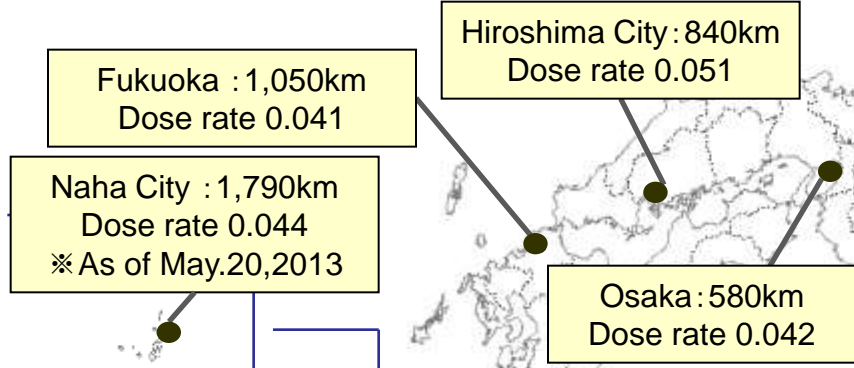 Hiroshima City:840km
Dose rate 0.051
Fukuoka :1,050km
Dose rate 0.041
Naha City :1,790km
Dose rate 0.044
※As of May.20,2013
Osaka:580km
Dose rate 0.042